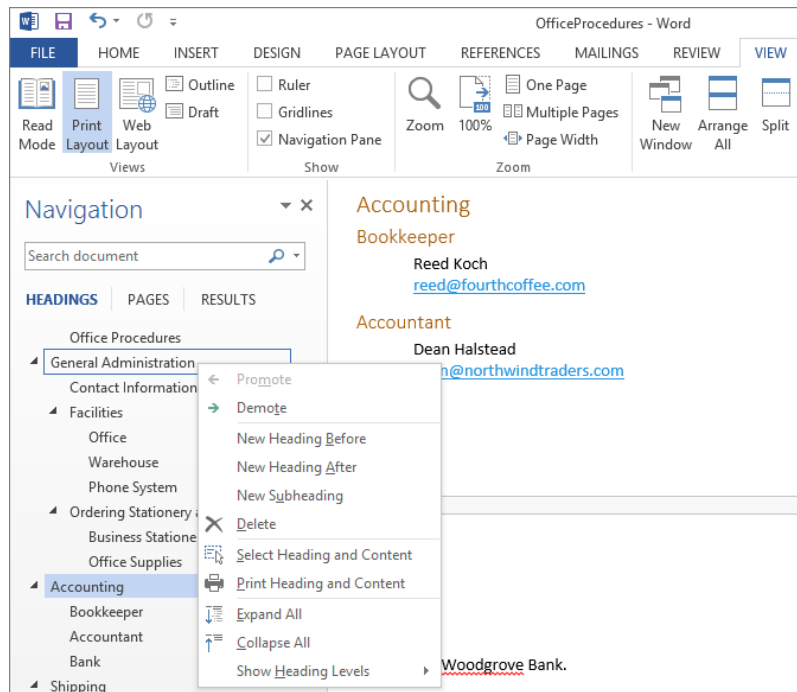 OfficeProcedures - Word
FILE HOME INSERT DESIGN PAGE LAYOUT REFERENCES MAILINGS REVIEW VIEW
Read Mode
Print Layout
Web Layout
Outline
Draft
Views
Ruler
Gridlines
Navigation Pane
Show
Zoom
100%
One Page
Multiple Pages
Page Width
Zoom
New Window
Arrange All
Split
Navigation
Search document
HEADINGS PAGES RESULTS
Office Procedures
General Administration
Contact Information
Facilities
Office
Warehouse
Phone System
Ordering Stationery
Business Statione
Office Supplies
Accounting
Bookkeeper
Accountant
Bank
Shipping
Promote
Demote
New Heading Before
New Heading After
New Subheading
Delete
Select Heading and Content
Print Heading and Content
Expand All
Collapse All
Show Heading Levels
Accounting
Bookkeeper
Reed Koch
reed@fourthcoffee.com
Accountant
Dean Halstead
n@northwindtraders.com
Woodgrove Bank.